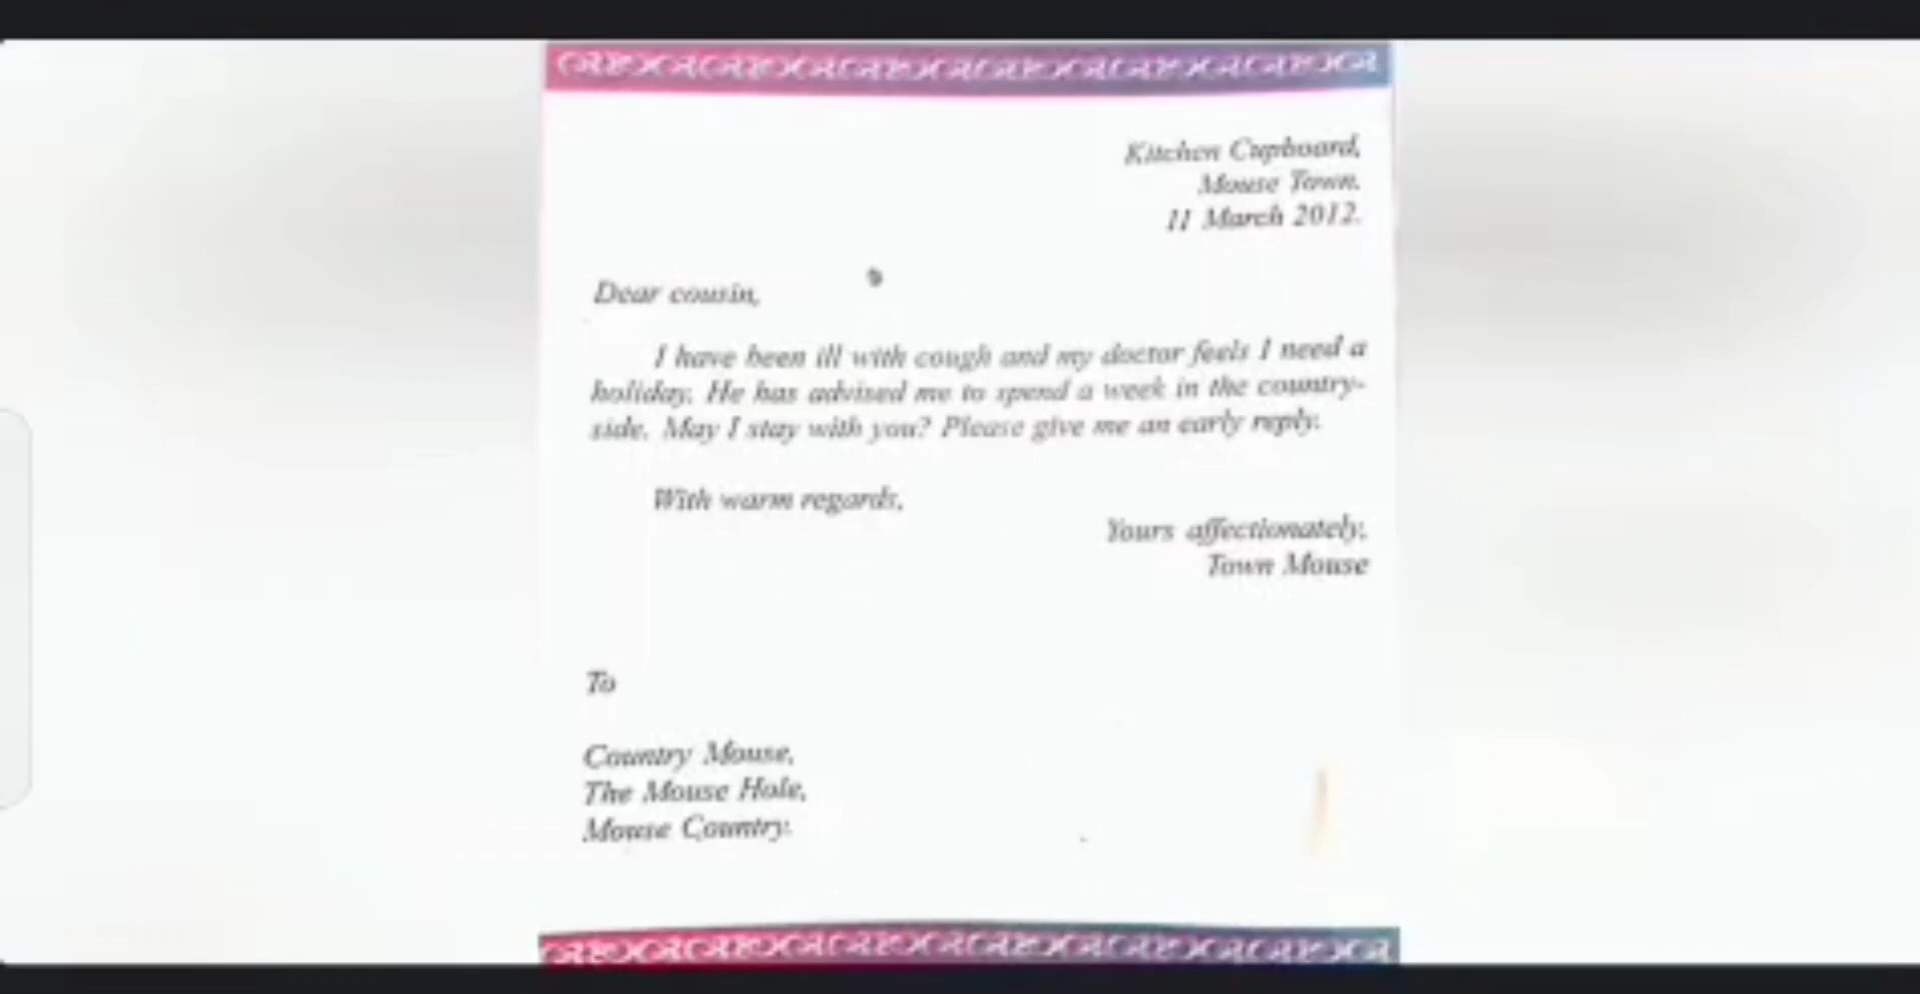 Kitchen Cupboard,
Mouse Town.
11 March 2012.
Dear cousin,
I have been ill with cough and my doctor feels I need a
holiday. He has advised me to spend a week in the country-
side. May I stay with you? Please give me an early reply.
With warm regards,
Yours affectionately,
Town Mouse
To
Country Mouse,
The Mouse Hole,
Mouse Country.